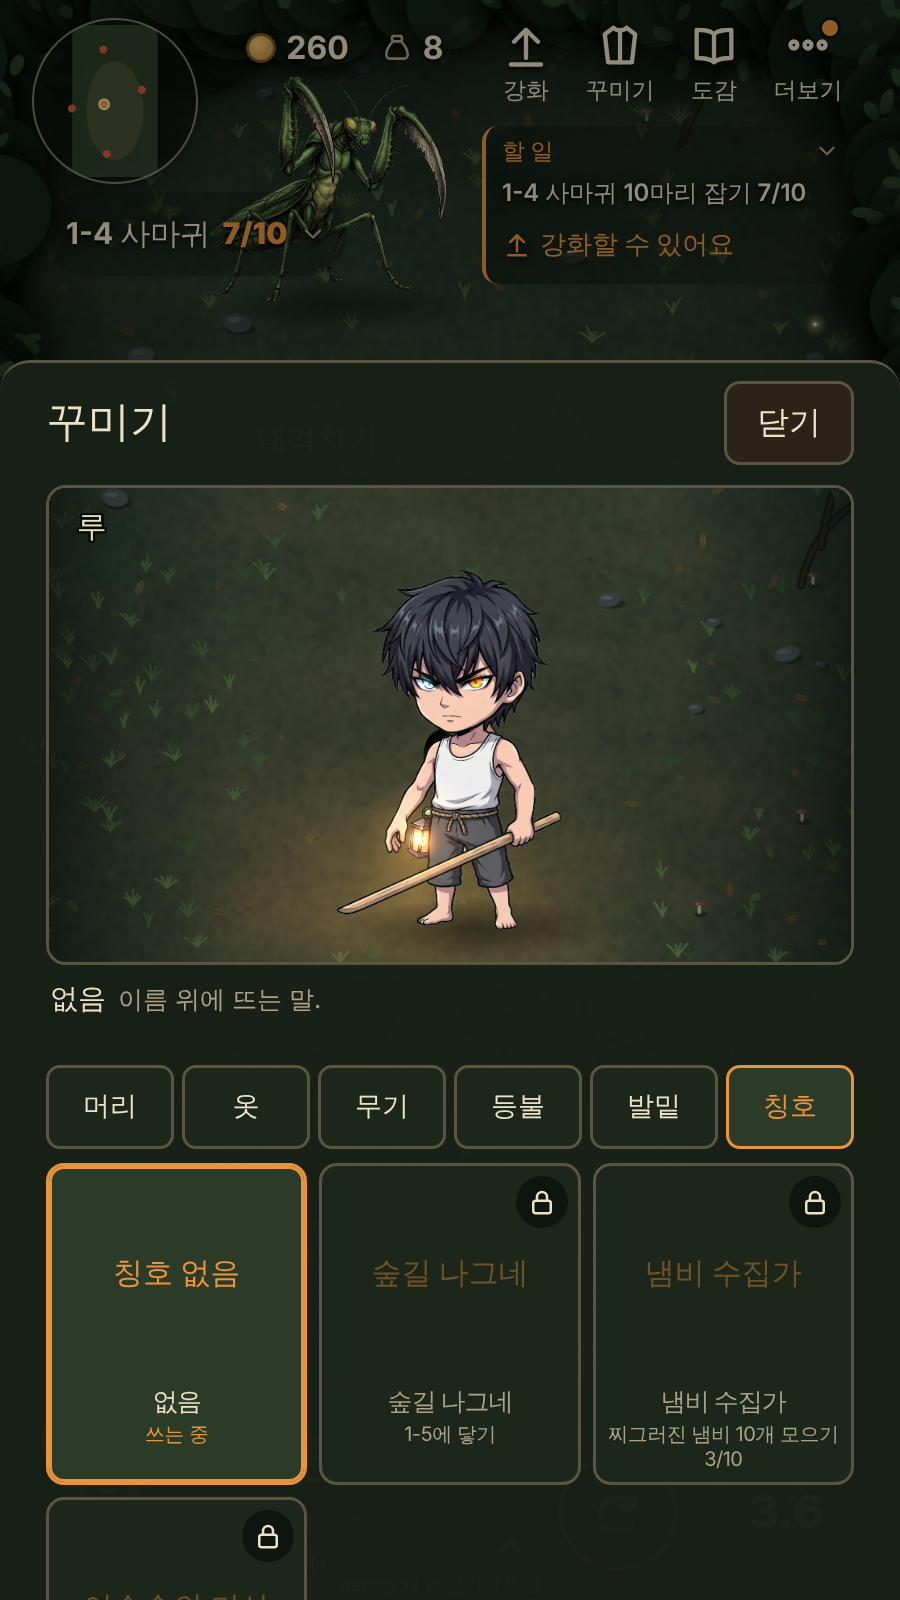 260
8
강화
꾸미기
도감
더보기
할 일
1-4 사마귀 10마리 잡기 7/10
강화할 수 있어요
1-4 사마귀 7/10
꾸미기
닫기
내려치기
루
없음 이름 위에 뜨는 말.
머리
옷
무기
등불
발밑
칭호
칭호 없음
없음
쓰는 중
숲길 나그네
숲길 나그네
1-5에 닿기
냄비 수집가
냄비 수집가
찌그러진 냄비 10개 모으기
3/10
3.6